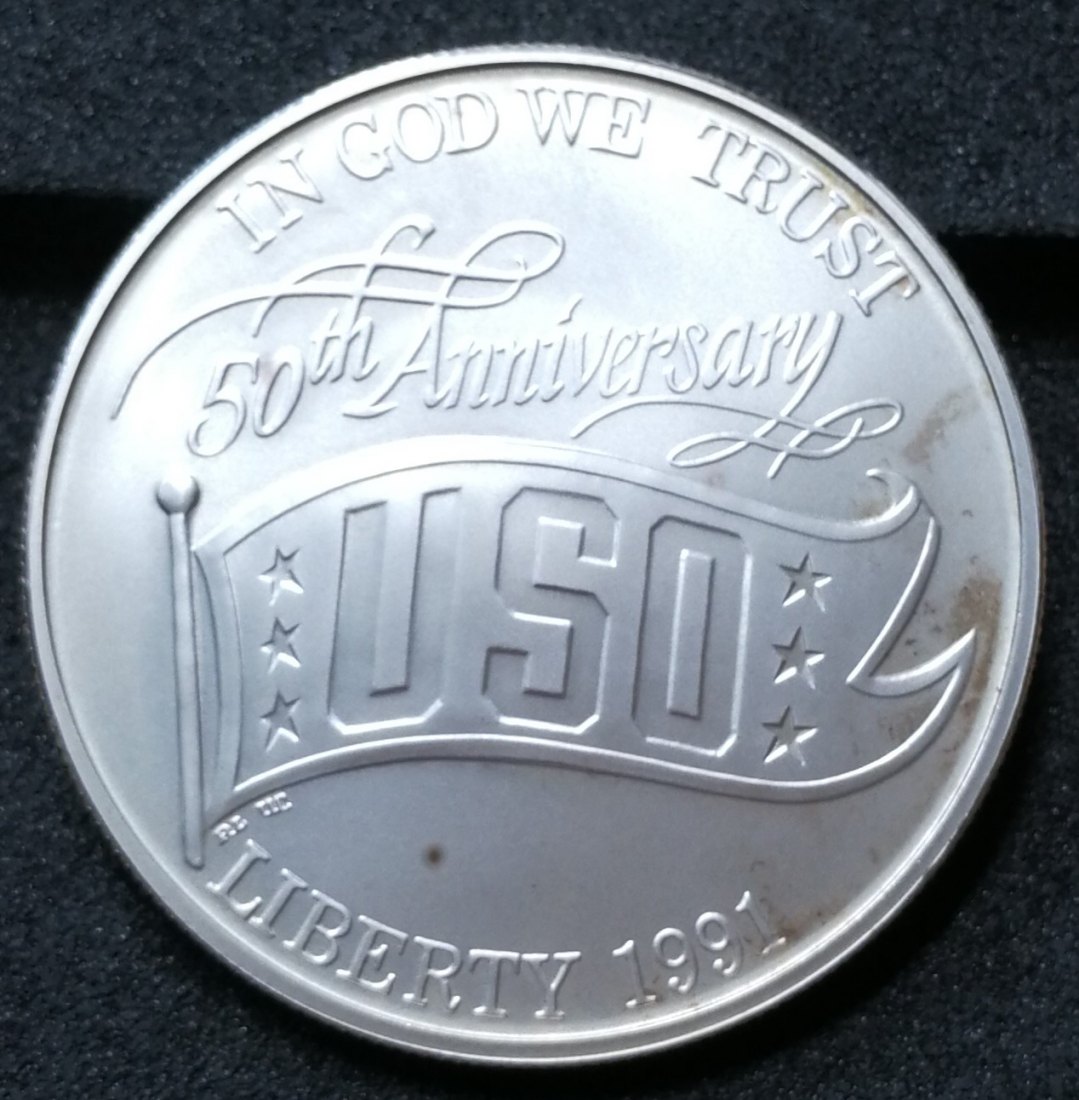 IN GOD WE TRUST
50th Anniversary
USO
LIBERTY 1991